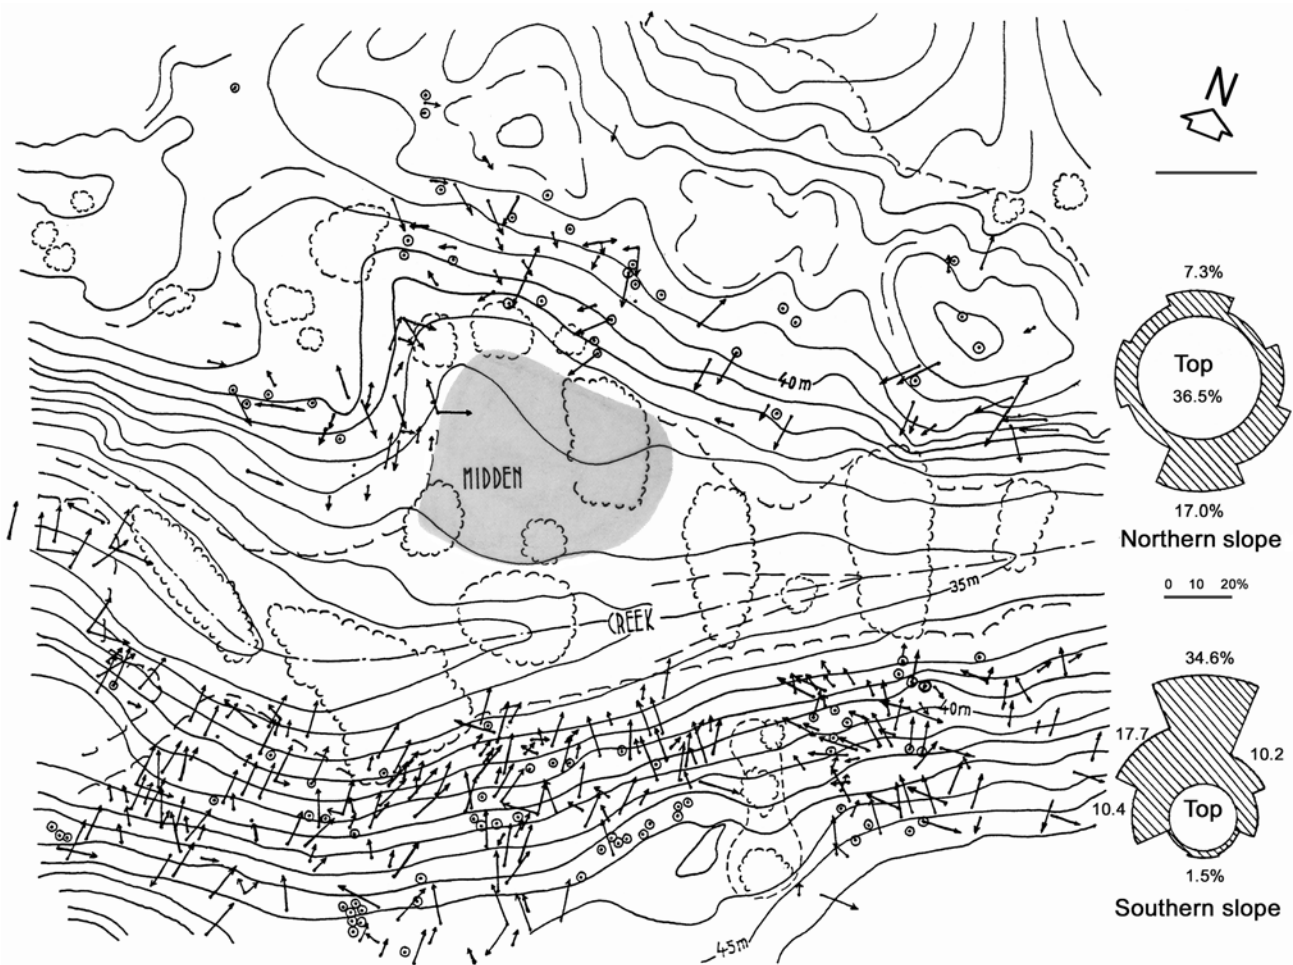 N
7.3%
Top
36.5%
40m
MIDDEN
17.0%
Northern slope
0 10 20%
35m
CREEK
34.6%
40m
17.7
10.2
10.4
Top
1.5%
Southern slope
45m